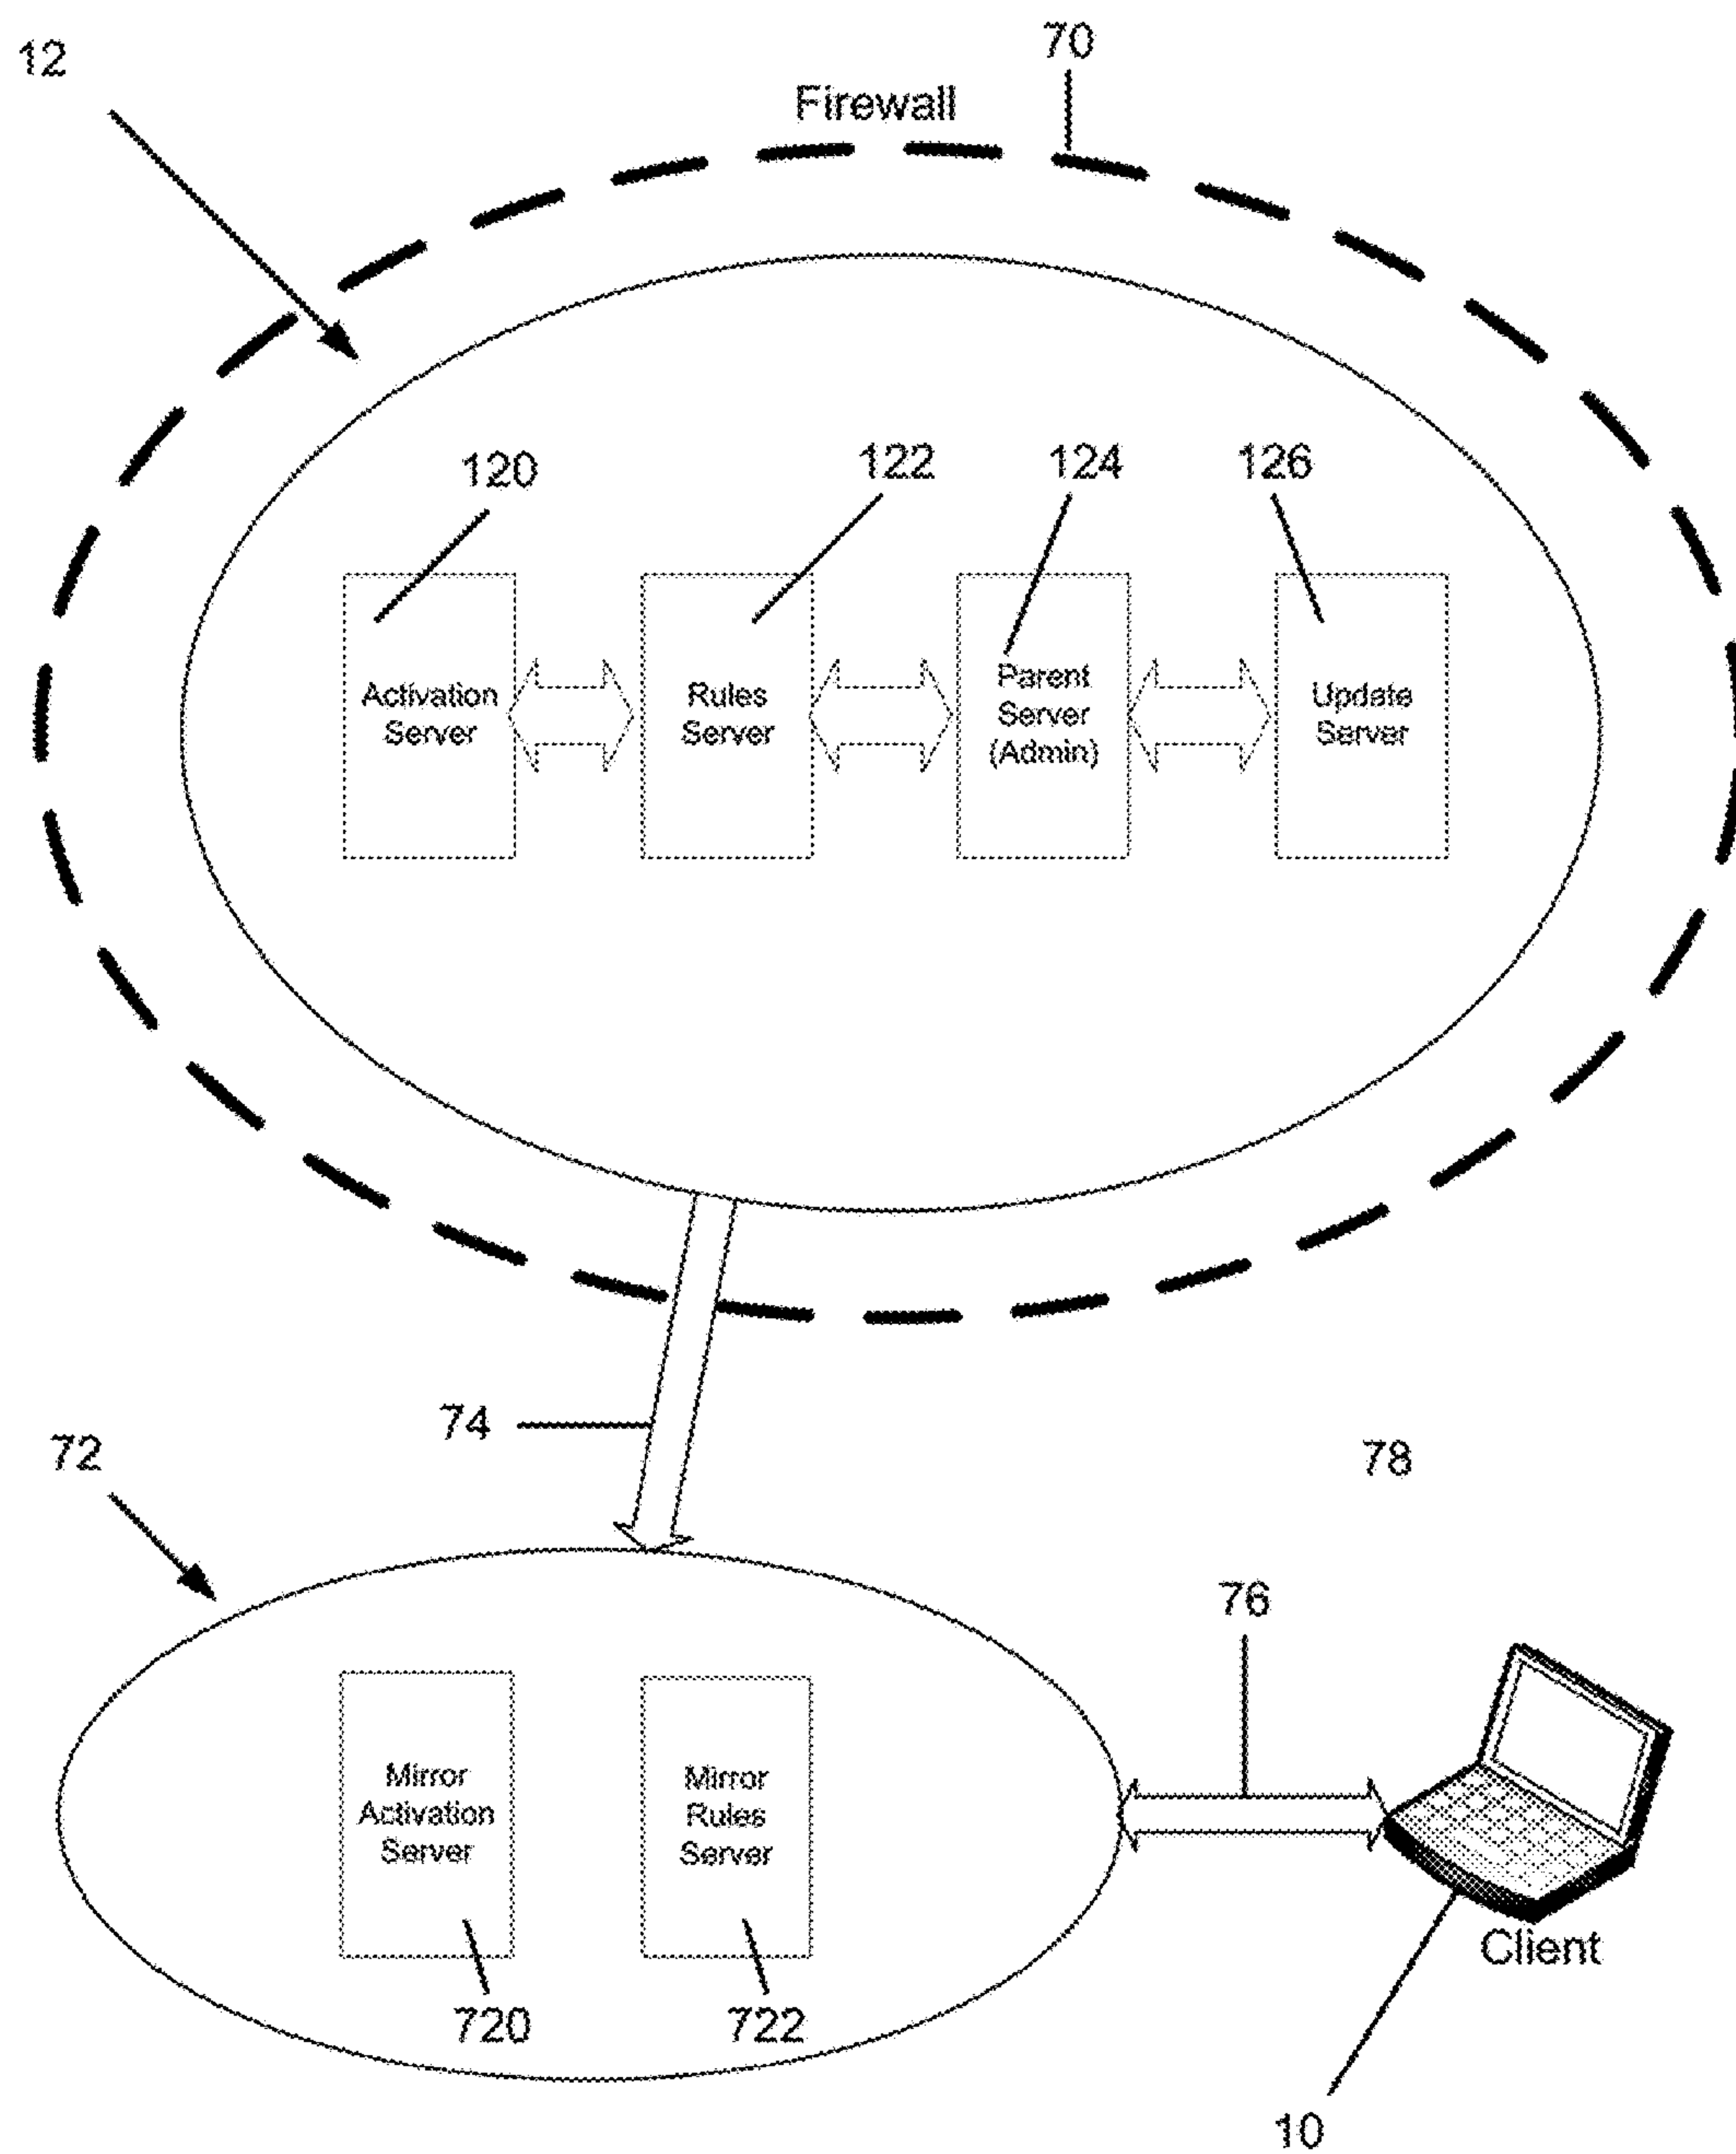 12
70
Firewall
120
122
124
126
Activation
Server
Rules
Server
Parent
Server
(Admin)
Update
Server
74
72
78
76
Mirror
Activation
Server
Mirror
Rules
Server
720
722
Client
10